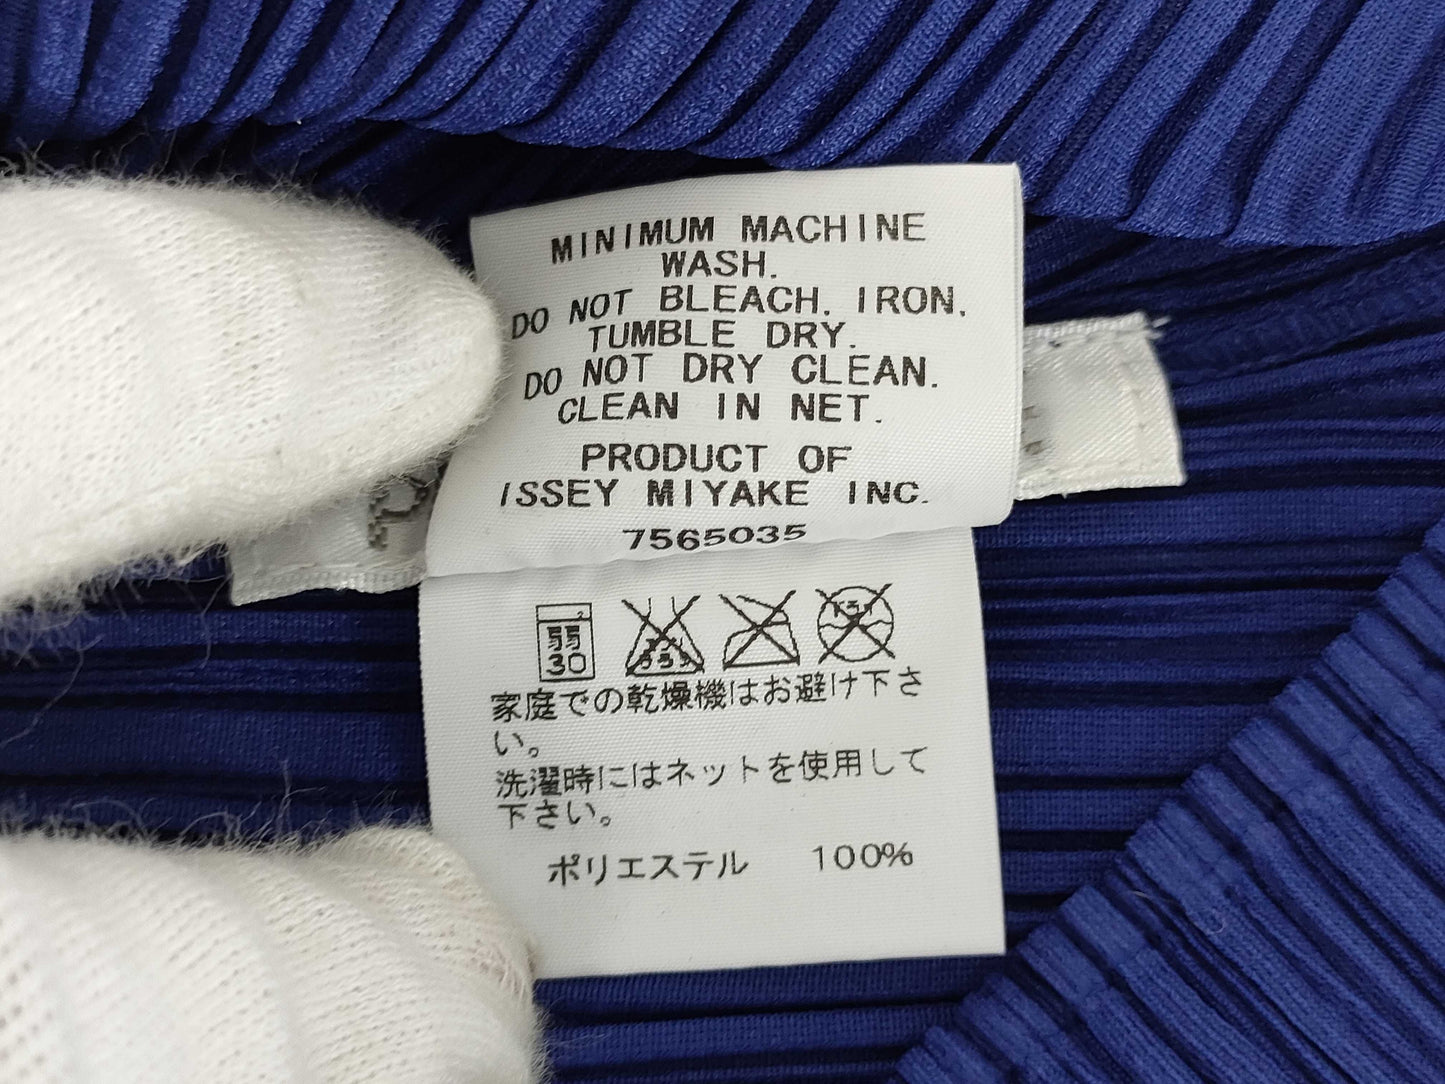 MINIMUM MACHINE
WASH.
DO NOT BLEACH. IRON.
TUMBLE DRY.
DO NOT DRY CLEAN.
CLEAN IN NET.
PRODUCT OF
ISSEY MIYAKE INC.
7565035
2
弱
30
家庭での乾燥機はお避け下さ
い。
洗濯時にはネットを使用して
下さい。
ポリエステル 100%